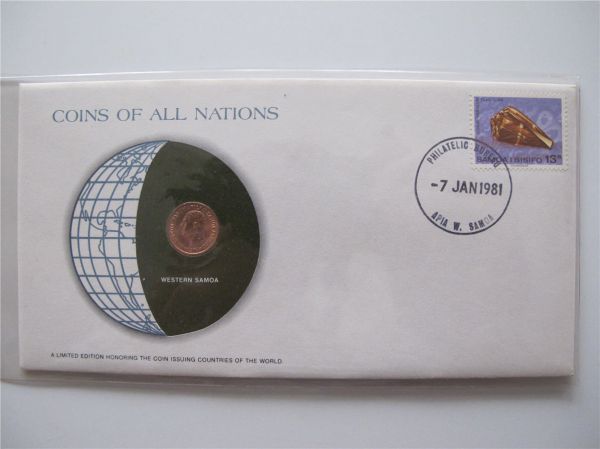 COINS OF ALL NATIONS
SAMOA I SISIFO 13s
PHILATELIC BUREAU
-7 JAN 1981
APIA W. SAMOA
WESTERN SAMOA
A LIMITED EDITION HONORING THE COIN ISSUING COUNTRIES OF THE WORLD.